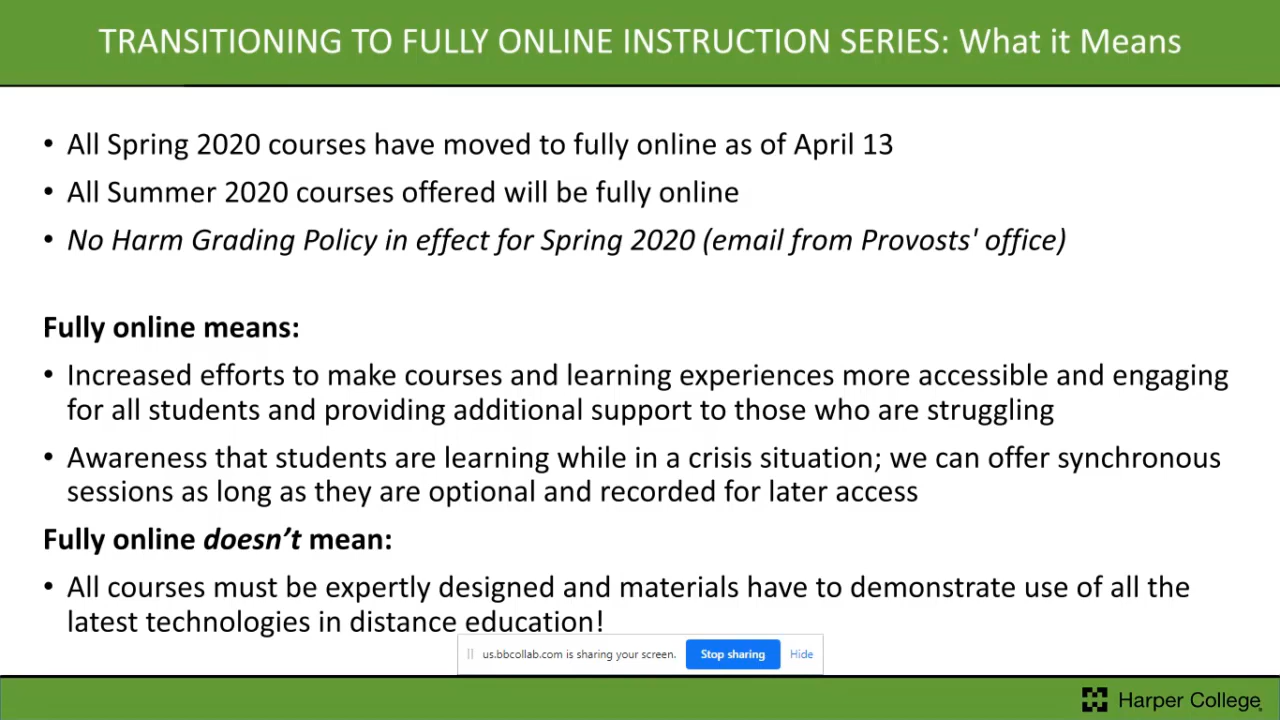 TRANSITIONING TO FULLY ONLINE INSTRUCTION SERIES: What it Means
• All Spring 2020 courses have moved to fully online as of April 13
• All Summer 2020 courses offered will be fully online
• No Harm Grading Policy in effect for Spring 2020 (email from Provosts' office)
Fully online means:
• Increased efforts to make courses and learning experiences more accessible and engaging
for all students and providing additional support to those who are struggling
• Awareness that students are learning while in a crisis situation; we can offer synchronous
sessions as long as they are optional and recorded for later access
Fully online doesn’t mean:
• All courses must be expertly designed and materials have to demonstrate use of all the
latest technologies in distance education!
us.bbcollab.com is sharing your screen. Stop sharing Hide
Harper College